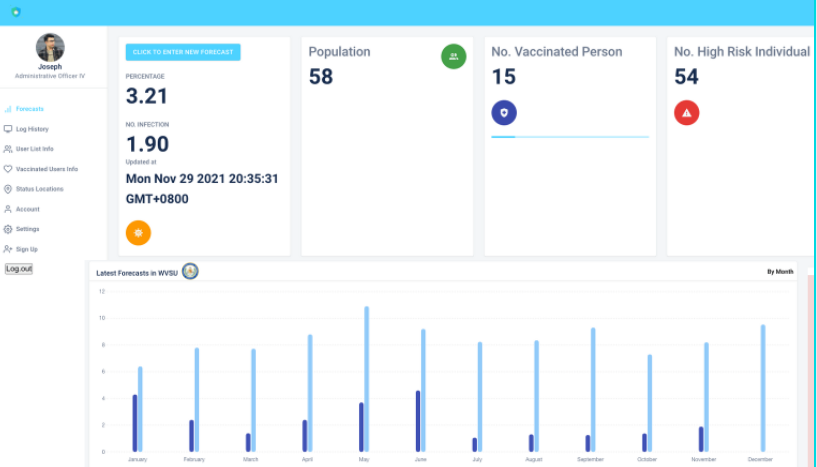 Joseph
Administrative Officer IV
Forecasts
Log History
User List Info
Vaccinated Users Info
Status Locations
Account
Settings
Sign Up
Log out
CLICK TO ENTER NEW FORECAST
PERCENTAGE
3.21
NO. INFECTION
1.90
Updated at
Mon Nov 29 2021 20:35:31
GMT+0800
Population
58
No. Vaccinated Person
15
No. High Risk Individual
54
Latest Forecasts in WVSU
By Month
12
10
8
6
4
2
0
January February March April May June July August September October November December